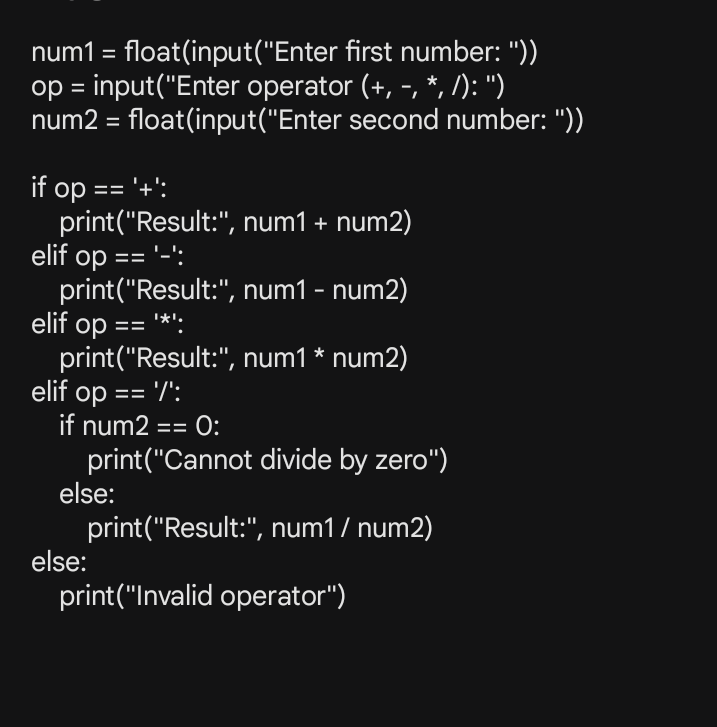 num1 = float(input("Enter first number: "))
op = input("Enter operator (+, -, *, /): ")
num2 = float(input("Enter second number: "))

if op == '+':
    print("Result:", num1 + num2)
elif op == '-':
    print("Result:", num1 - num2)
elif op == '*':
    print("Result:", num1 * num2)
elif op == '/':
    if num2 == 0:
        print("Cannot divide by zero")
    else:
        print("Result:", num1 / num2)
else:
    print("Invalid operator")